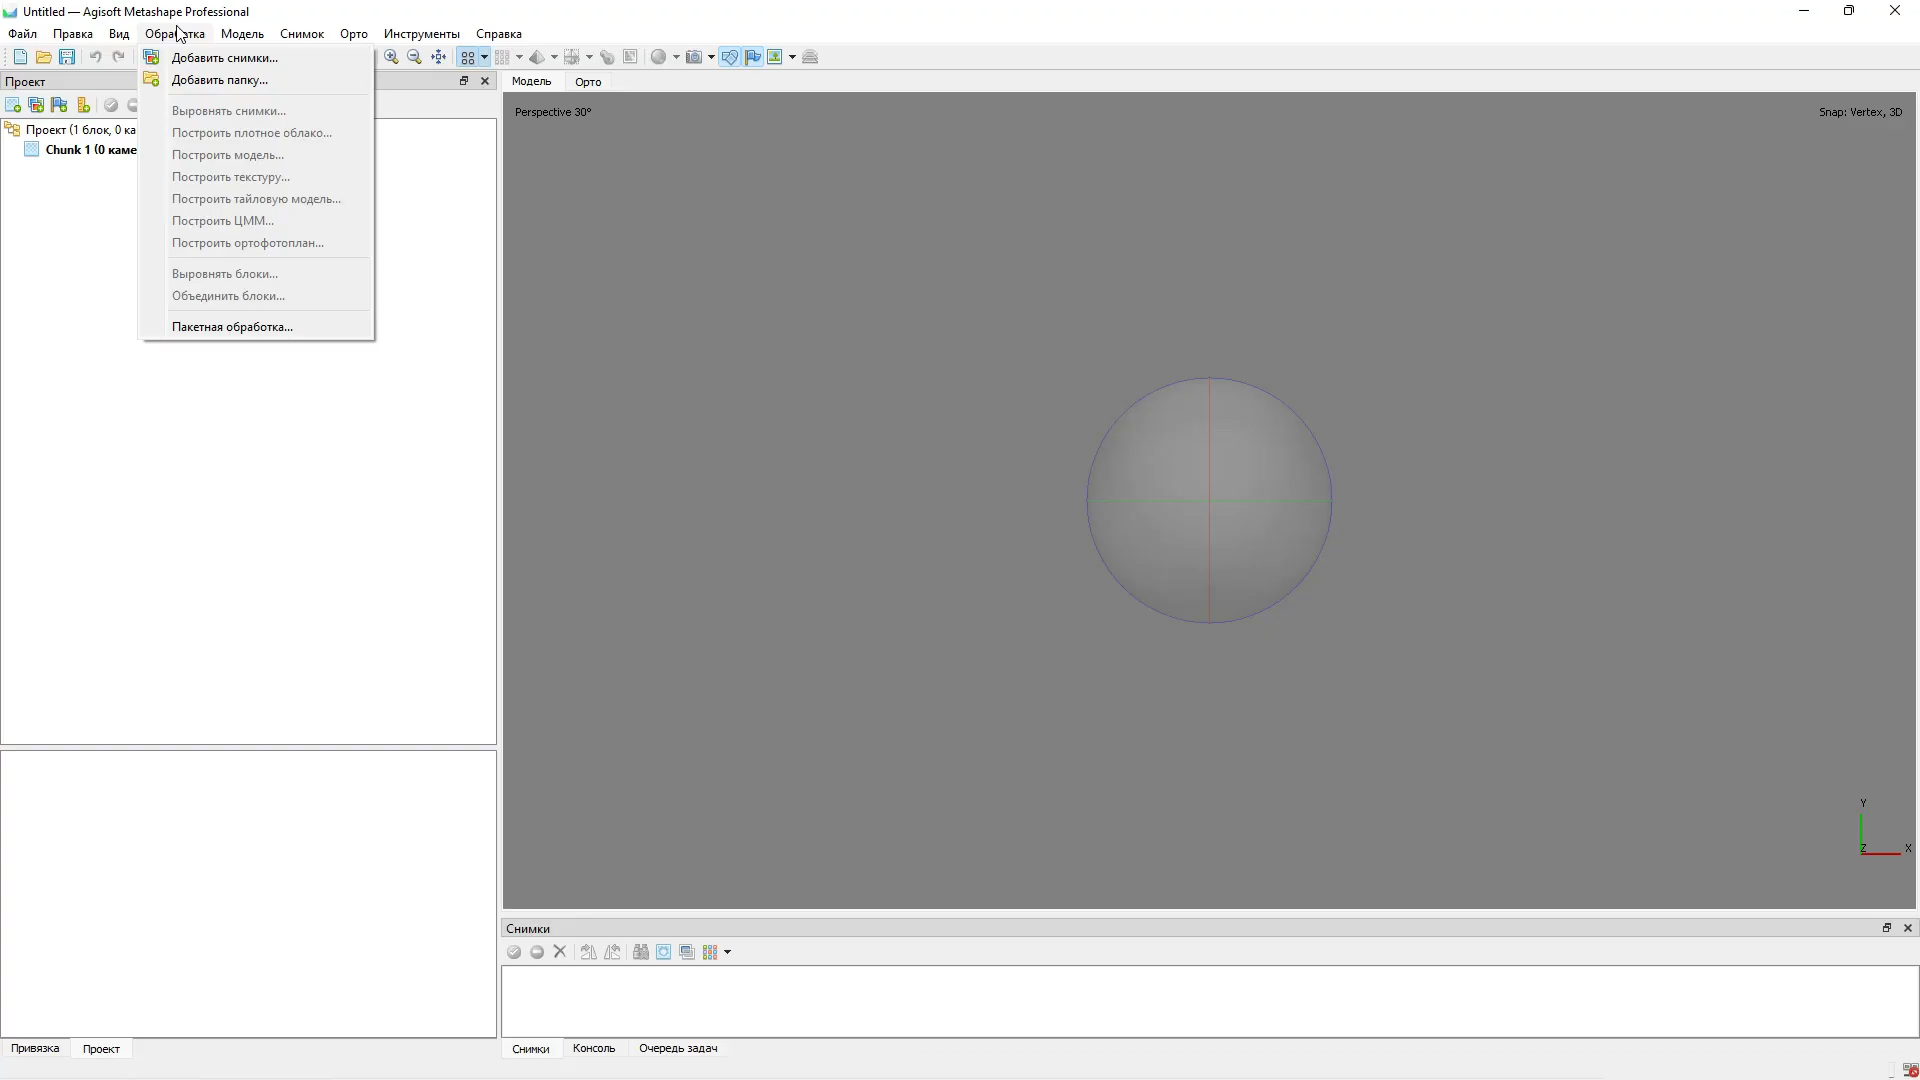 Untitled — Agisoft Metashape Professional
Файл Правка Вид Обработка Модель Снимок Орто Инструменты Справка
Добавить снимки...
Добавить папку...
Выровнять снимки...
Построить плотное облако...
Построить модель...
Построить текстуру...
Построить тайловую модель...
Построить ЦММ...
Построить ортофотоплан...
Выровнять блоки...
Объединить блоки...
Пакетная обработка...
Проект
Проект (1 блок, 0 ка
Chunk 1 (0 каме
Привязка Проект
Модель Орто
Perspective 30°
Snap: Vertex, 3D
Y
Z X
Снимки
Снимки Консоль Очередь задач